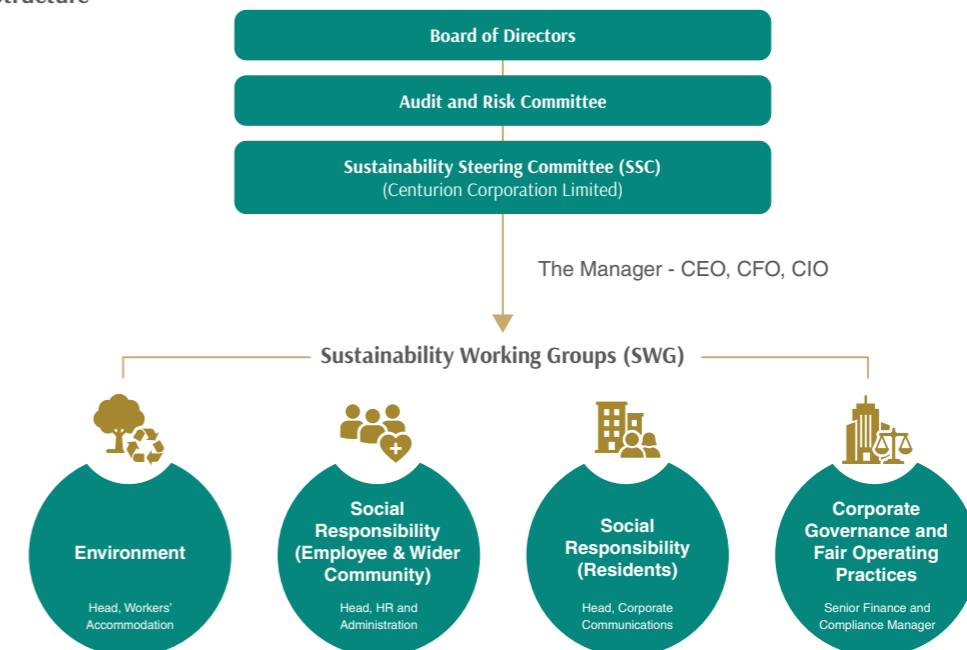 Structure
Board of Directors
Audit and Risk Committee
Sustainability Steering Committee (SSC)
(Centurion Corporation Limited)
The Manager - CEO, CFO, CIO
Sustainability Working Groups (SWG)
Environment
Head, Workers'
Accommodation
Social
Responsibility
(Employee & Wider
Community)
Head, HR and
Administration
Social
Responsibility
(Residents)
Head, Corporate
Communications
Corporate
Governance and
Fair Operating
Practices
Senior Finance and
Compliance Manager